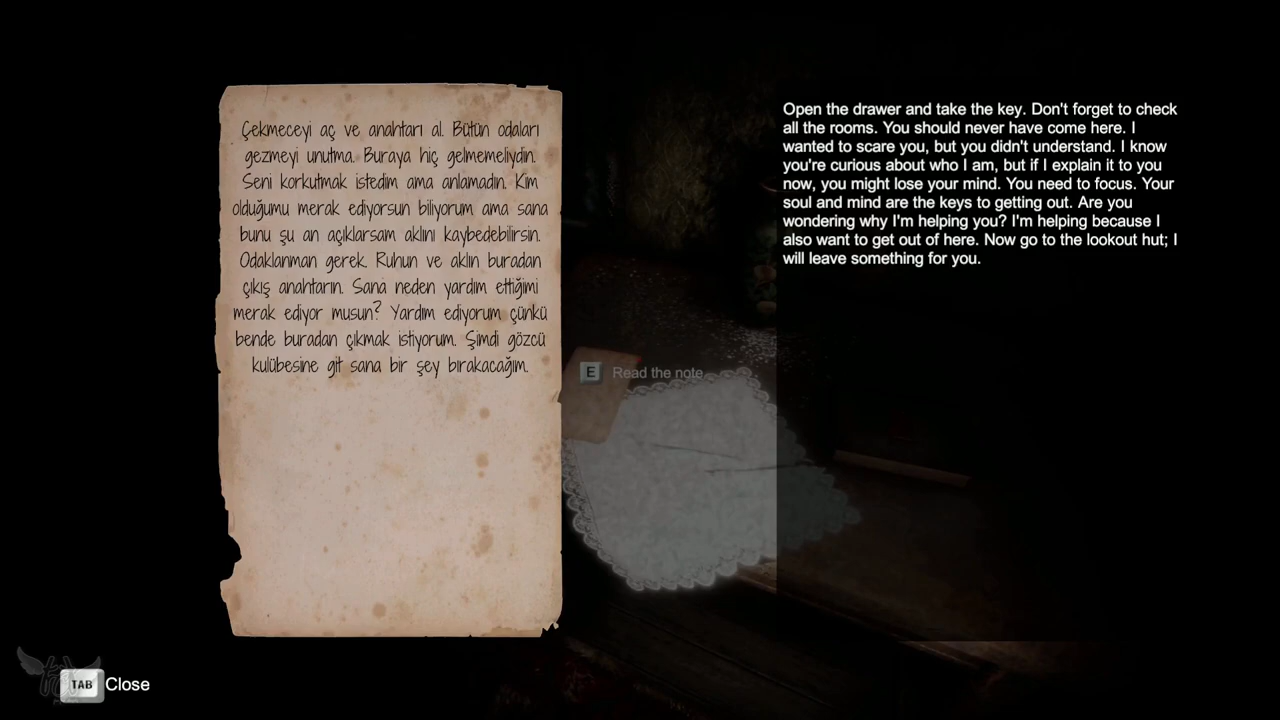 Çekmeceyi aç ve anahtarı al. Bütün odaları
gezmeyi unutma. Buraya hiç gelmemeliydin.
Seni korkutmak istedim ama anlamadın. Kim
olduğumu merak ediyorsun biliyorum ama sana
bunu şu an açıklarsam aklını kaybedebilirsin.
Odaklanman gerek. Ruhun ve aklın buradan
çıkış anahtarın. Sana neden yardım ettiğimi
merak ediyor musun? Yardım ediyorum çünkü
bende buradan çıkmak istiyorum. Şimdi gözcü
kulübesine git sana bir şey bırakacağım.
Open the drawer and take the key. Don't forget to check
all the rooms. You should never have come here. I
wanted to scare you, but you didn't understand. I know
you're curious about who I am, but if I explain it to you
now, you might lose your mind. You need to focus. Your
soul and mind are the keys to getting out. Are you
wondering why I'm helping you? I'm helping because I
also want to get out of here. Now go to the lookout hut; I
will leave something for you.
E Read the note
TAB Close